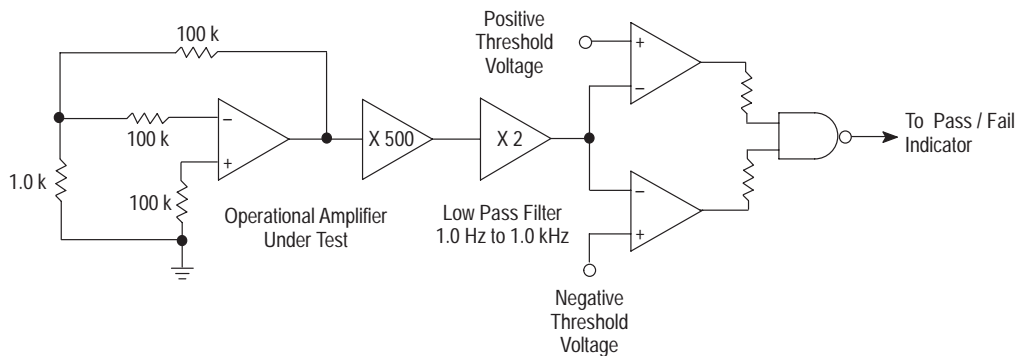 100 k
100 k
1.0 k
100 k
−
+
Operational Amplifier
Under Test
X 500
X 2
Low Pass Filter
1.0 Hz to 1.0 kHz
Positive
Threshold
Voltage
+
−
−
+
Negative
Threshold
Voltage
To Pass / Fail
Indicator